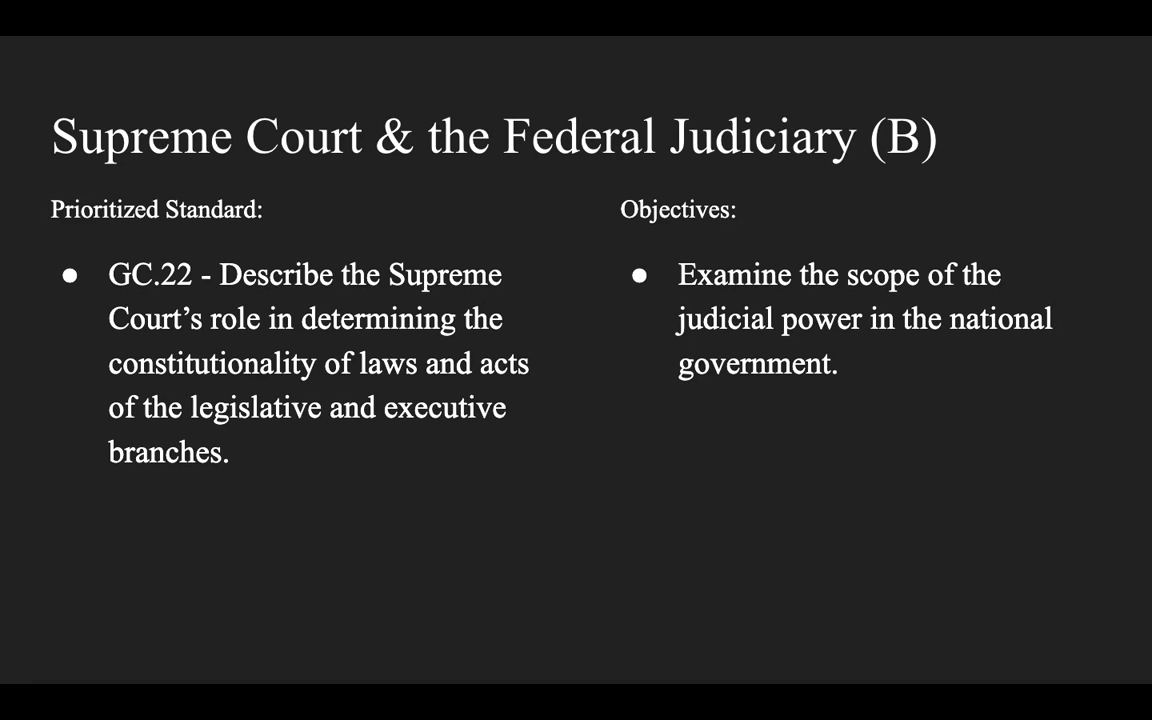 Supreme Court & the Federal Judiciary (B)
Prioritized Standard:
● GC.22 - Describe the Supreme
Court’s role in determining the
constitutionality of laws and acts
of the legislative and executive
branches.
Objectives:
● Examine the scope of the
judicial power in the national
government.